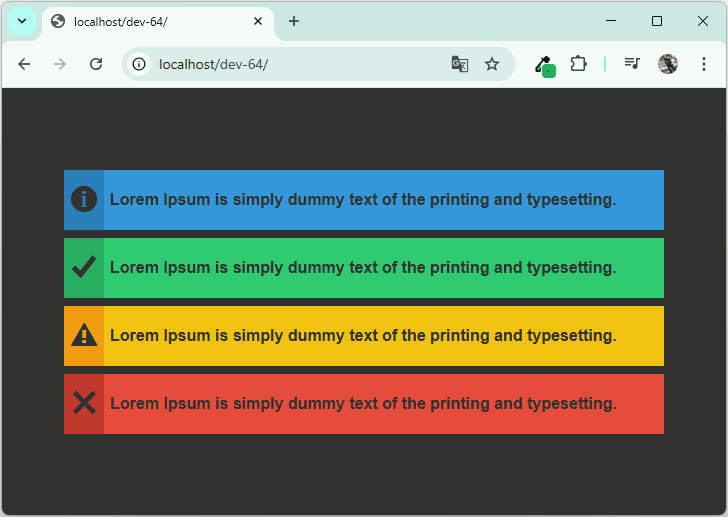 localhost/dev-64/
localhost/dev-64/
Lorem Ipsum is simply dummy text of the printing and typesetting.
Lorem Ipsum is simply dummy text of the printing and typesetting.
Lorem Ipsum is simply dummy text of the printing and typesetting.
Lorem Ipsum is simply dummy text of the printing and typesetting.